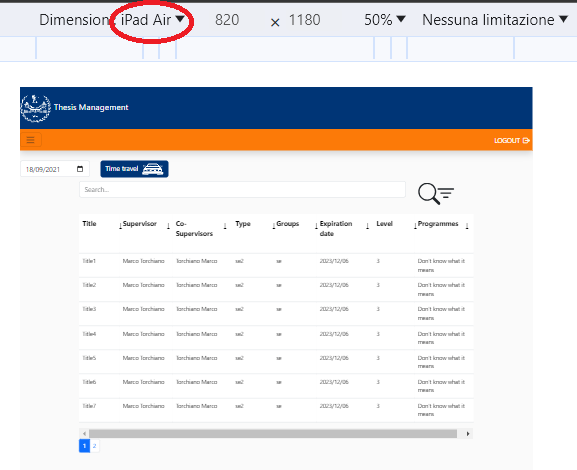 Dimension iPad Air ▼ 820 × 1180 50% ▼ Nessuna limitazione ▼
Thesis Management
LOGOUT
18/09/2021 Time travel
Search...
Title ↓ Supervisor ↓ Co-Supervisors ↓ Type ↓ Groups ↓ Expiration date ↓ Level ↓ Programmes ↓
Title1 Marco Torchiano Torchiano Marco se2 se 2023/12/06 3 Don't know what it means
Title2 Marco Torchiano Torchiano Marco se2 se 2023/12/06 3 Don't know what it means
Title3 Marco Torchiano Torchiano Marco se2 se 2023/12/06 3 Don't know what it means
Title4 Marco Torchiano Torchiano Marco se2 se 2023/12/06 3 Don't know what it means
Title5 Marco Torchiano Torchiano Marco se2 se 2023/12/06 3 Don't know what it means
Title6 Marco Torchiano Torchiano Marco se2 se 2023/12/06 3 Don't know what it means
Title7 Marco Torchiano Torchiano Marco se2 se 2023/12/06 3 Don't know what it means
1 2